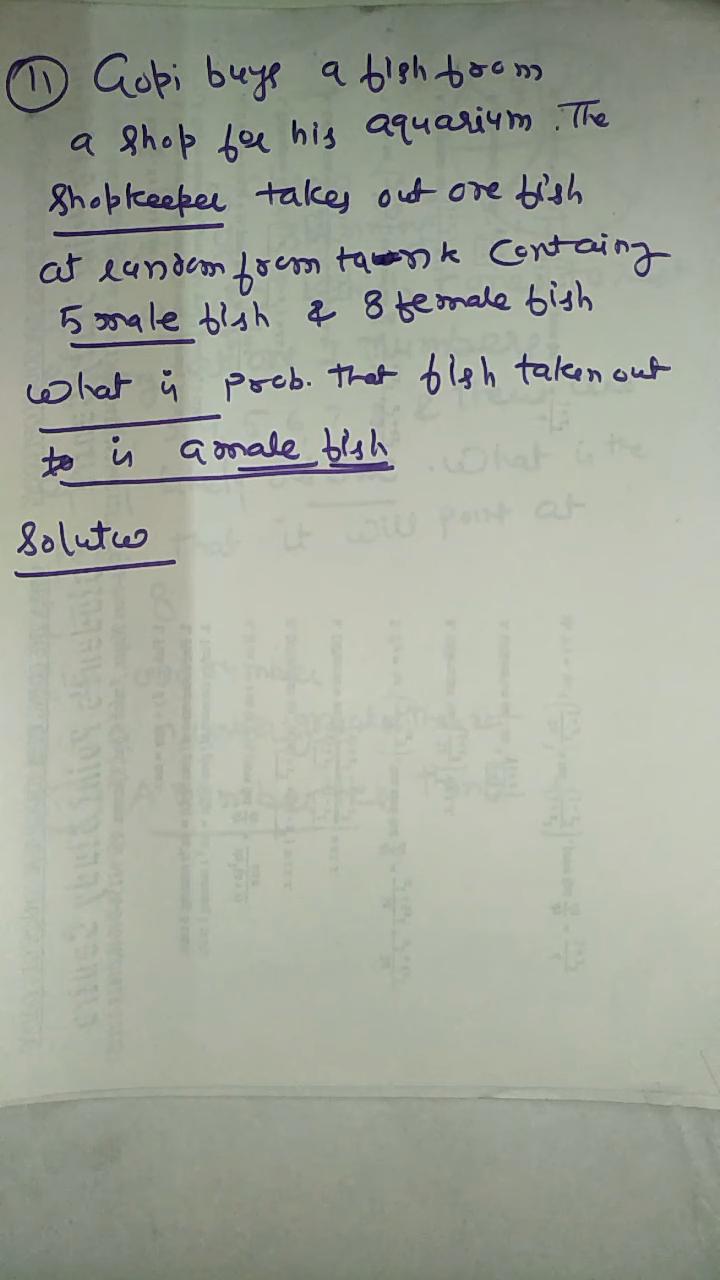 (11) Gopi buys a fish from
a shop for his aquarium. The
Shopkeeper takes out one fish
at random from tank Containg
5 male fish & 8 female fish
What is prob. that fish taken out
is a male fish
Solutio